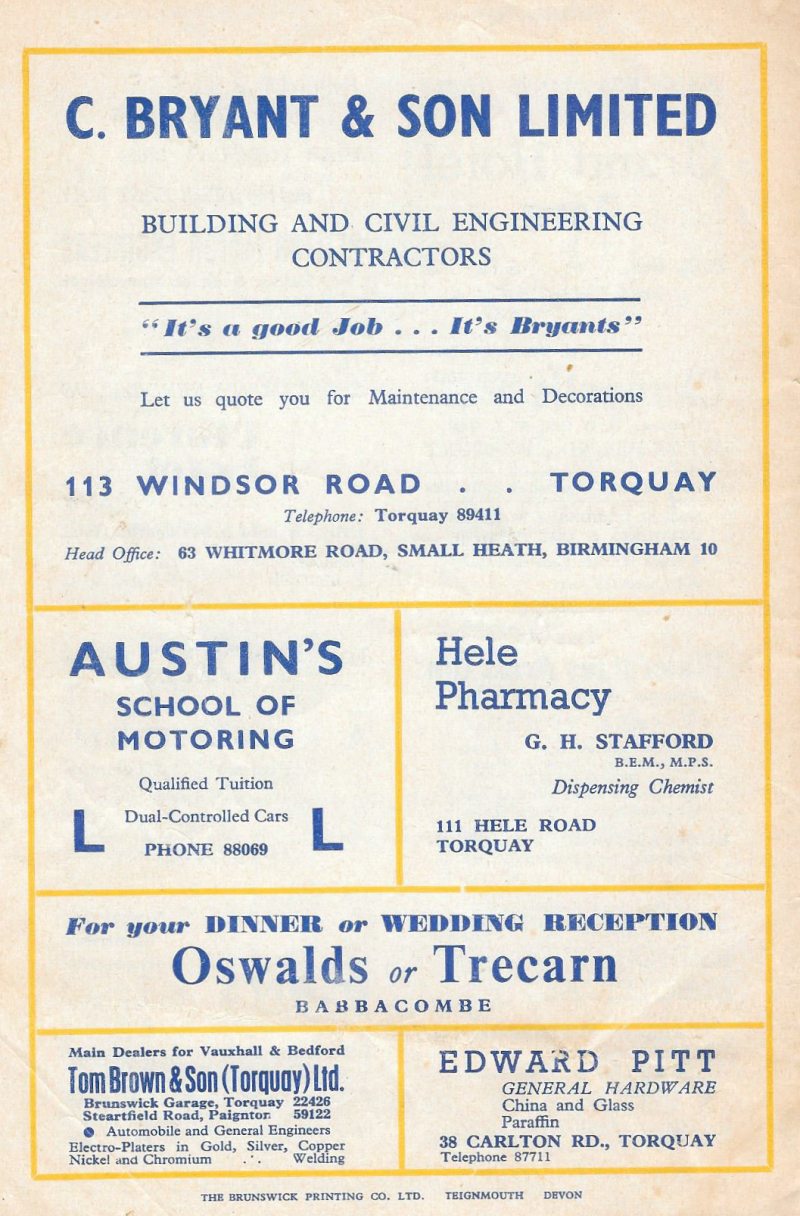 C. BRYANT & SON LIMITED
BUILDING AND CIVIL ENGINEERING
CONTRACTORS
"It's a good Job . . . It's Bryants"
Let us quote you for Maintenance and Decorations
113 WINDSOR ROAD . . TORQUAY
Telephone: Torquay 89411
Head Office: 63 WHITMORE ROAD, SMALL HEATH, BIRMINGHAM 10
AUSTIN'S
SCHOOL OF
MOTORING
Qualified Tuition
L Dual-Controlled Cars L
PHONE 88069
Hele
Pharmacy
G. H. STAFFORD
B.E.M., M.P.S.
Dispensing Chemist
111 HELE ROAD
TORQUAY
For your DINNER or WEDDING RECEPTION
Oswalds or Trecarn
BABBACOMBE
Main Dealers for Vauxhall & Bedford
Tom Brown & Son (Torquay) Ltd.
Brunswick Garage, Torquay 22426
Steartfield Road, Paignton 59122
Automobile and General Engineers
Electro-Platers in Gold, Silver, Copper
Nickel and Chromium .·. Welding
EDWARD PITT
GENERAL HARDWARE
China and Glass
Paraffin
38 CARLTON RD., TORQUAY
Telephone 87711
THE BRUNSWICK PRINTING CO. LTD. TEIGNMOUTH DEVON